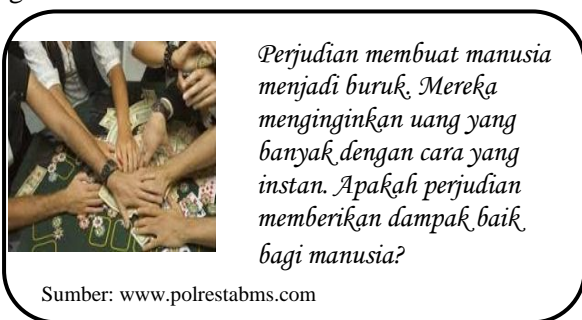 Perjudian membuat manusia
menjadi buruk. Mereka
menginginkan uang yang
banyak dengan cara yang
instan. Apakah perjudian
memberikan dampak baik
bagi manusia?
Sumber: www.polrestabms.com